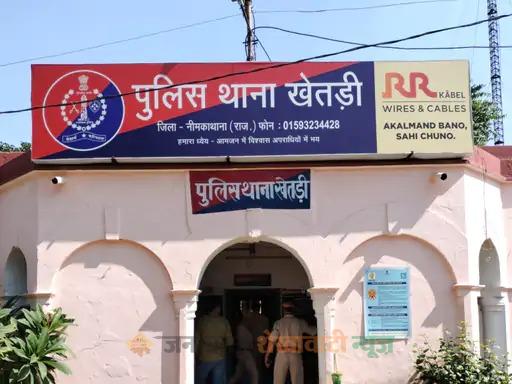 पुलिस थाना खेतड़ी
जिला - नीमकाथाना (राज.) फोन : 01593234428
हमारा ध्येय - आमजन में विश्वास अपराधियों में भय
RR KABEL
WIRES & CABLES
AKALMAND BANO,
SAHI CHUNO.
पुलिस थाना खेतड़ी
शेखावाटी न्यूज